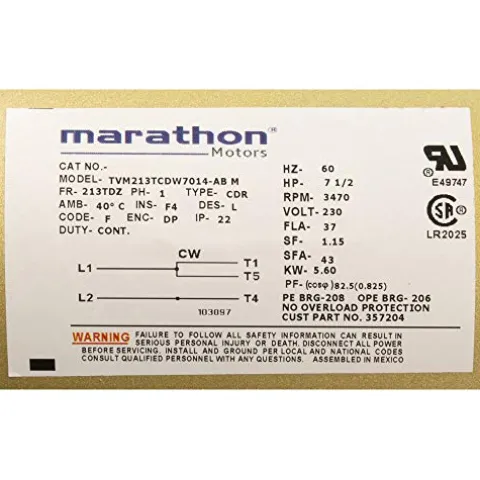 marathon®
Motors
CAT NO.-
MODEL- TVM213TCDW7014-AB M
FR- 213TDZ PH- 1 TYPE- CDR
AMB- 40°C INS- F4 DES- L
CODE- F ENC- DP IP- 22
DUTY- CONT.
CW
L1 T1
T5
L2 T4
103097
HZ- 60
HP- 7 1/2
RPM- 3470
VOLT- 230
FLA- 37
SF- 1.15
SFA- 43
KW- 5.60
PF- (cosφ) 82.5(0.825)
PE BRG-208 OPE BRG- 206
NO OVERLOAD PROTECTION
CUST PART NO. 357204
RU
E49747
CSA
®
LR2025
WARNING FAILURE TO FOLLOW ALL SAFETY INFORMATION CAN RESULT IN
SERIOUS PERSONAL INJURY OR DEATH. DISCONNECT ALL POWER
BEFORE SERVICING. INSTALL AND GROUND PER LOCAL AND NATIONAL CODES
CONSULT QUALIFIED PERSONNEL WITH ANY QUESTIONS. ASSEMBLED IN MEXICO